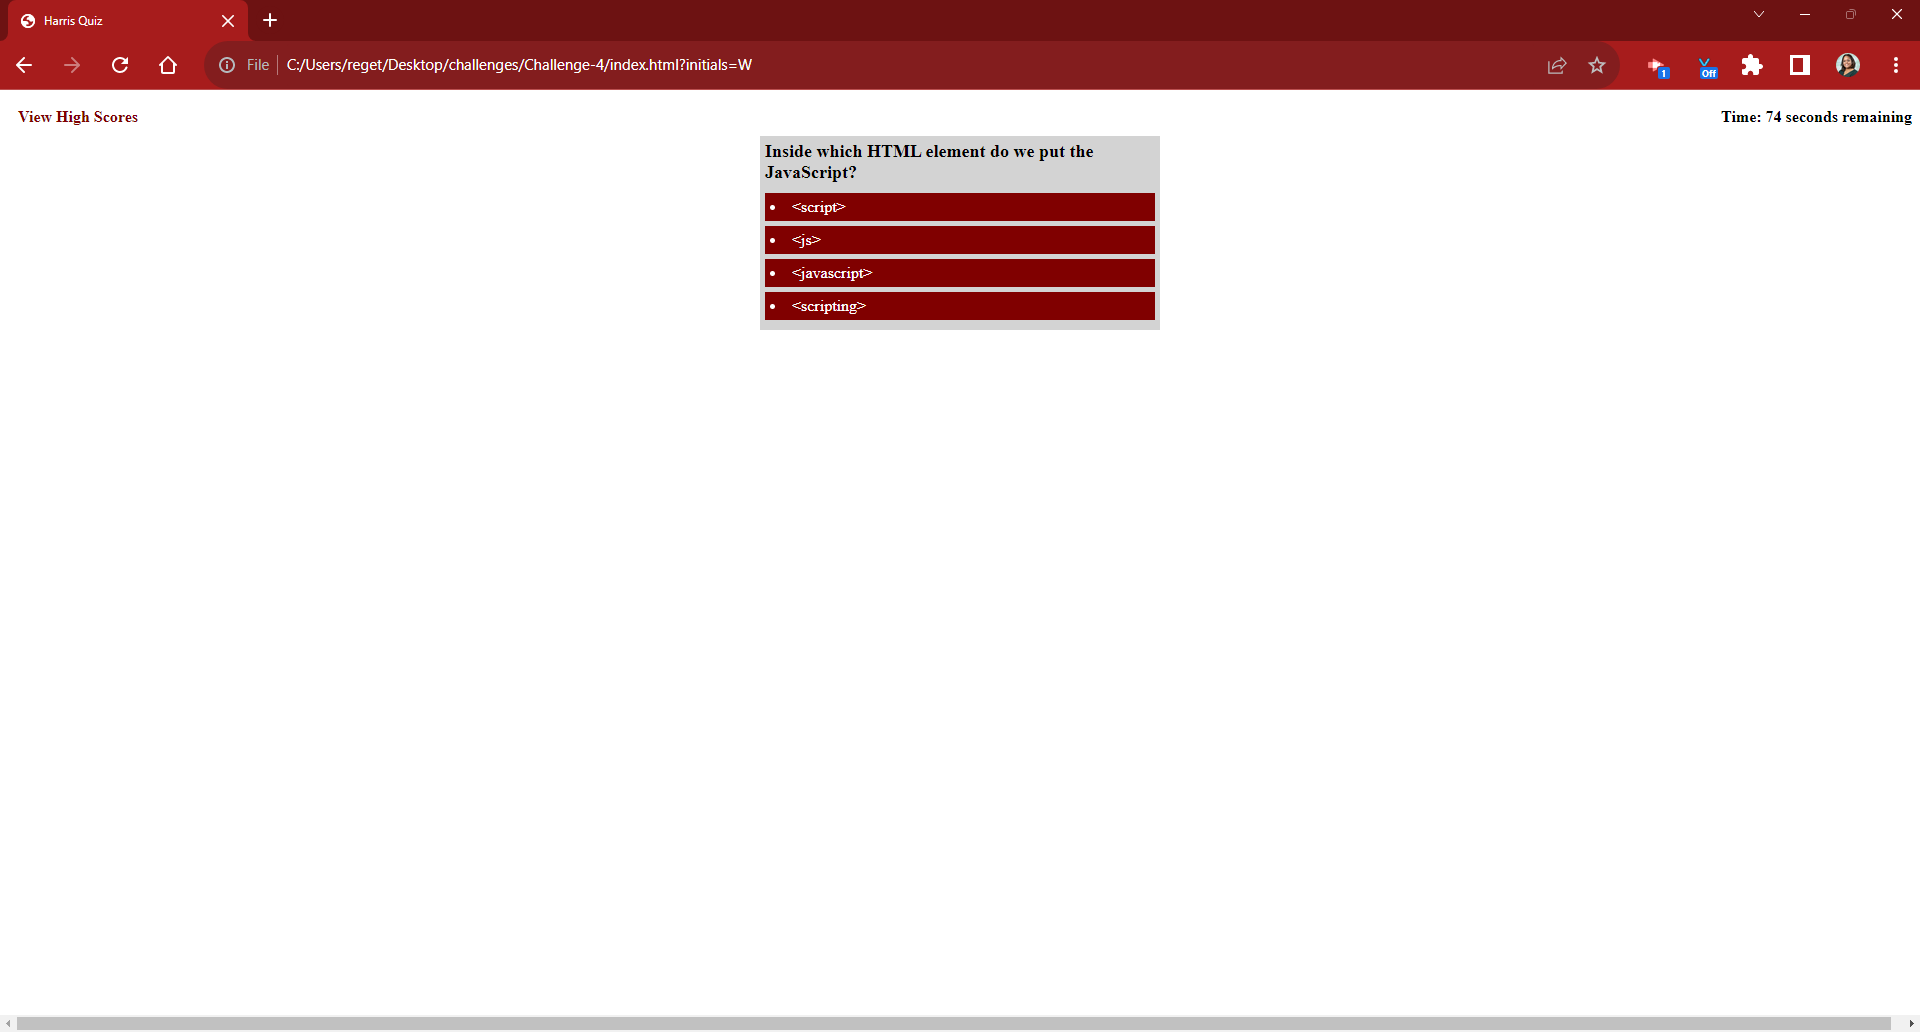 Harris Quiz
File C:/Users/reget/Desktop/challenges/Challenge-4/index.html?initials=W
1
Off
View High Scores
Time: 74 seconds remaining
Inside which HTML element do we put the
JavaScript?
<script>
<js>
<javascript>
<scripting>